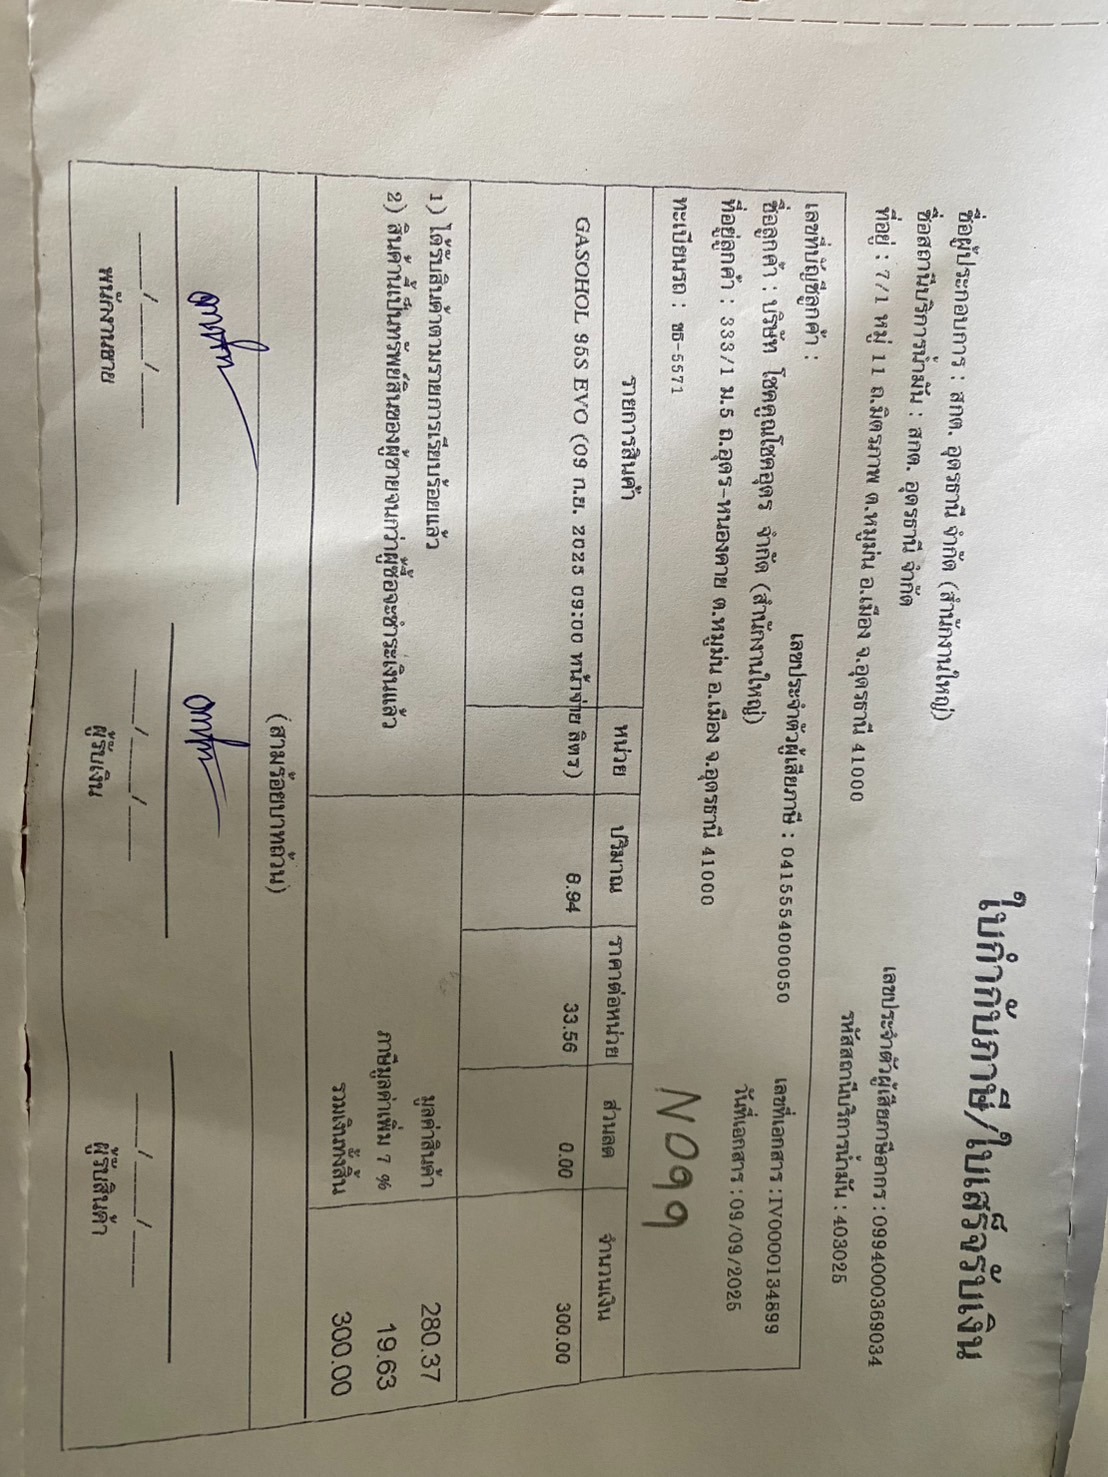 ใบกำกับภาษี/ใบเสร็จรับเงิน
ชื่อผู้ประกอบการ : สกต. อุดรธานี จำกัด (สำนักงานใหญ่)
เลขประจำตัวผู้เสียภาษีอากร : 0994000369034
ชื่อสถานีบริการน้ำมัน : สกต. อุดรธานี จำกัด
รหัสสถานีบริการน้ำมัน : 403025
ที่อยู่ : 7/1 หมู่ 11 ถ.มิตรภาพ ต.หมูม่น อ.เมือง จ.อุดรธานี 41000
เลขที่บัญชีลูกค้า :
เลขประจำตัวผู้เสียภาษี : 0415554000050
เลขที่เอกสาร :IV0000134899
ชื่อลูกค้า : บริษัท โชคคูณโชคอุดร จำกัด (สำนักงานใหญ่)
วันที่เอกสาร :09/09/2025
ที่อยู่ลูกค้า : 333/1 ม.5 ถ.อุดร-หนองคาย ต.หมูม่น อ.เมือง จ.อุดรธานี 41000
ทะเบียนรถ : ขธ-5571
N099
รายการสินค้า หน่วย ปริมาณ ราคาต่อหน่วย ส่วนลด จำนวนเงิน
GASOHOL 95S EVO (09 ก.ย. 2025 09:00 หน้าจ่าย ลิตร) 8.94 33.56 0.00 300.00
1) ได้รับสินค้าตามรายการเรียบร้อยแล้ว
มูลค่าสินค้า 280.37
2) สินค้านี้เป็นทรัพย์สินของผู้ขายจนกว่าผู้ซื้อจะชำระเงินแล้ว
ภาษีมูลค่าเพิ่ม 7 % 19.63
รวมเงินทั้งสิ้น 300.00
(สามร้อยบาทถ้วน)
___/___/___ ___/___/___ ___/___/___
พนักงานขาย ผู้รับเงิน ผู้รับสินค้า